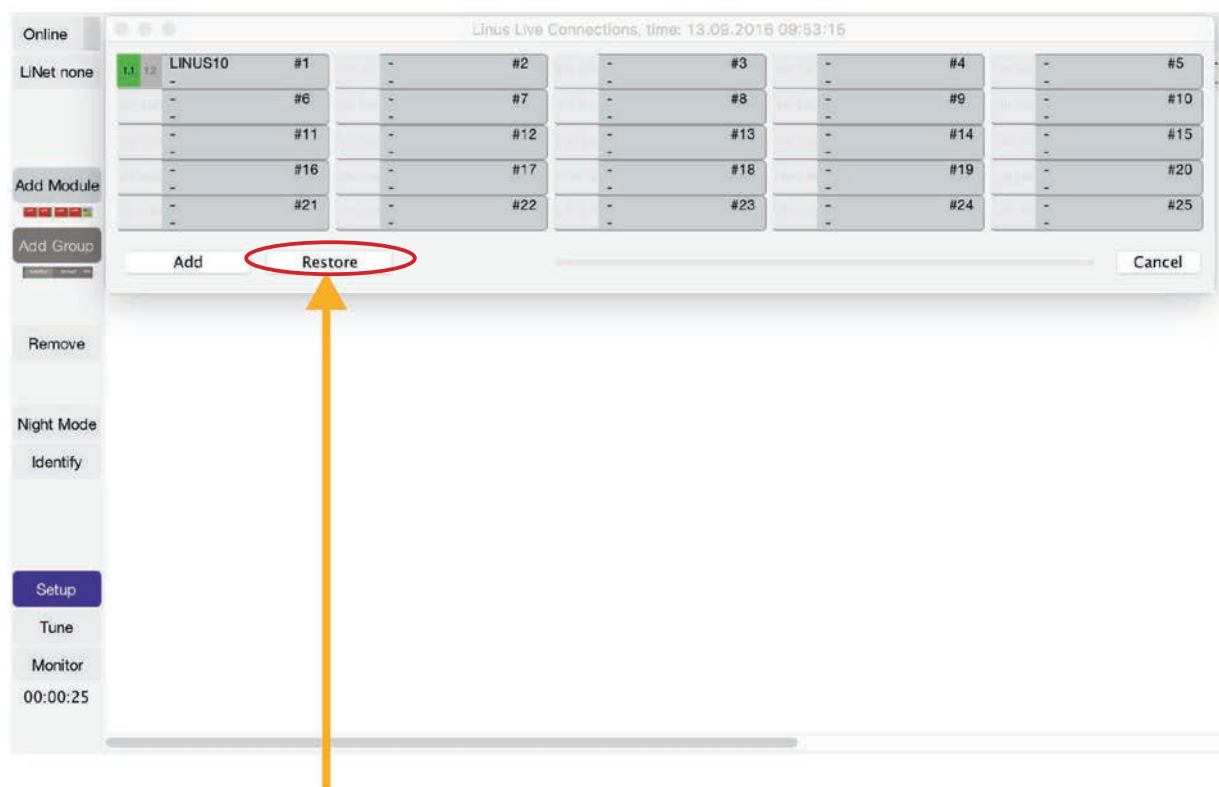 Online
LiNet none
Add Module
Add Group
Remove
Night Mode
Identify
Setup
Tune
Monitor
00:00:25
Linus Live Connections, time: 13.09.2016 09:53:15
1.1 1.2 LINUS10 #1 - #2 - #3 - #4 - #5
- - - - -
- #6 - #7 - #8 - #9 - #10
- - - - -
- #11 - #12 - #13 - #14 - #15
- - - - -
- #16 - #17 - #18 - #19 - #20
- - - - -
- #21 - #22 - #23 - #24 - #25
- - - - -
Add Restore Cancel